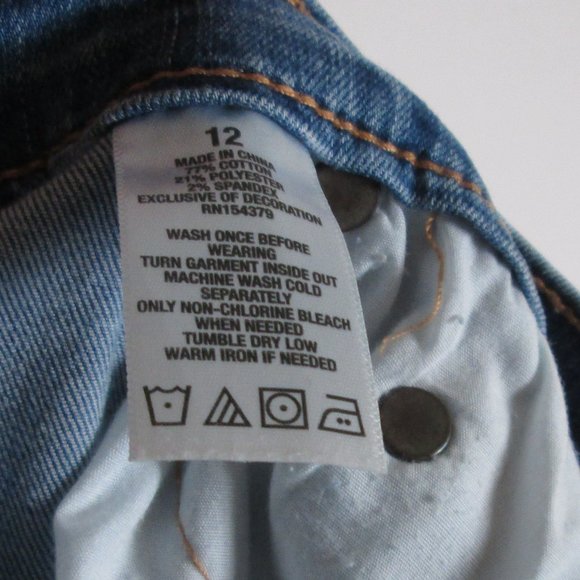 12
MADE IN CHINA
77% COTTON
21% POLYESTER
2% SPANDEX
EXCLUSIVE OF DECORATION
RN154379
WASH ONCE BEFORE
WEARING
TURN GARMENT INSIDE OUT
MACHINE WASH COLD
SEPARATELY
ONLY NON-CHLORINE BLEACH
WHEN NEEDED
TUMBLE DRY LOW
WARM IRON IF NEEDED